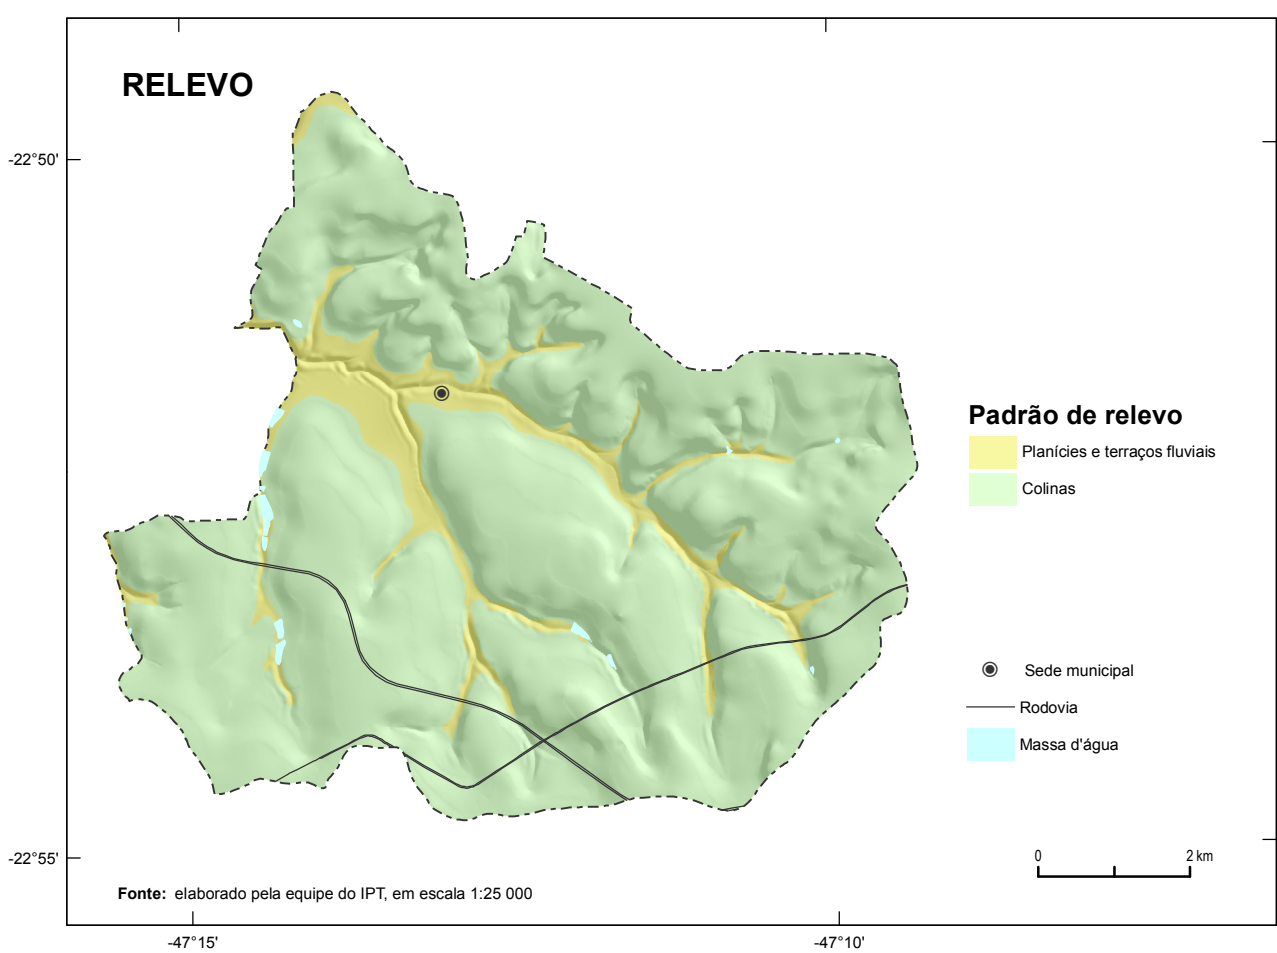 RELEVO
-22°50'
Padrão de relevo
Planícies e terraços fluviais
Colinas
Sede municipal
Rodovia
Massa d'água
0 2 km
-22°55'
Fonte: elaborado pela equipe do IPT, em escala 1:25 000
-47°15' -47°10'